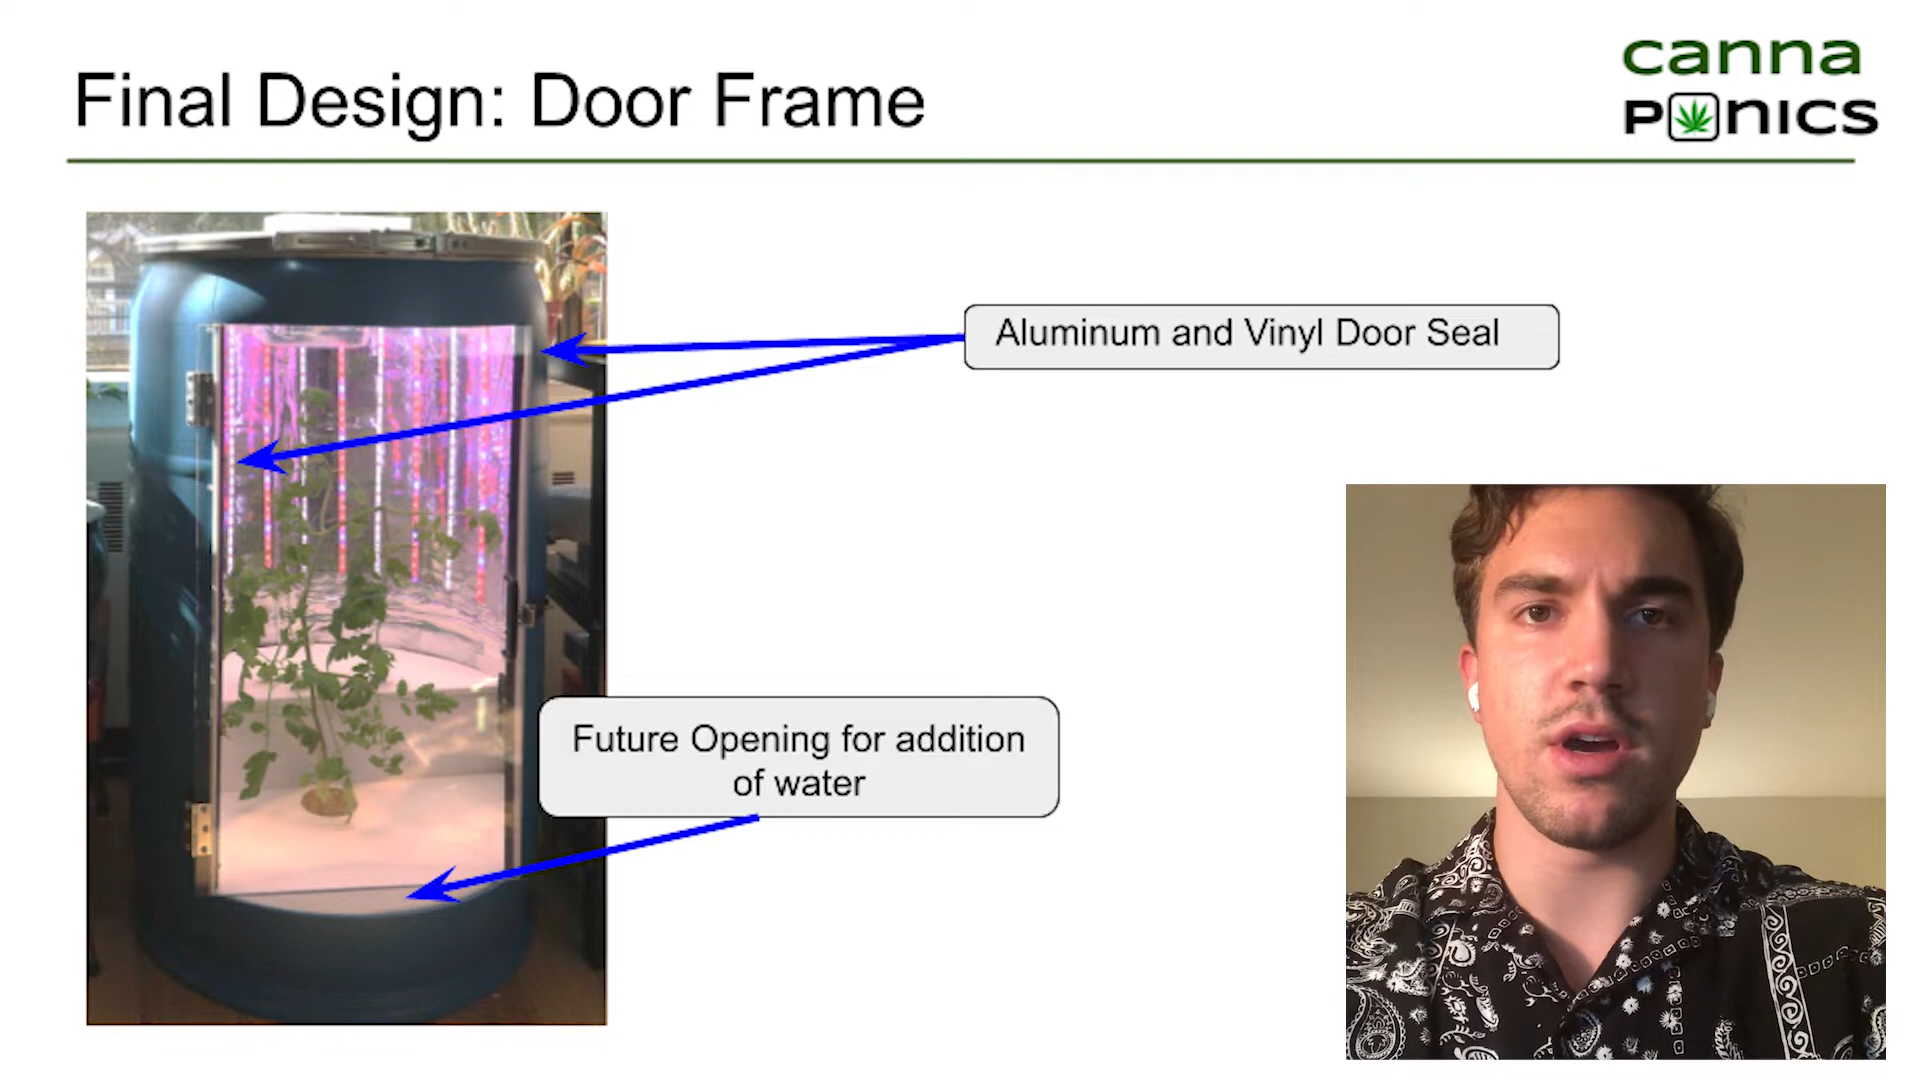 Final Design: Door Frame
canna
PONICS
Aluminum and Vinyl Door Seal
Future Opening for addition
of water